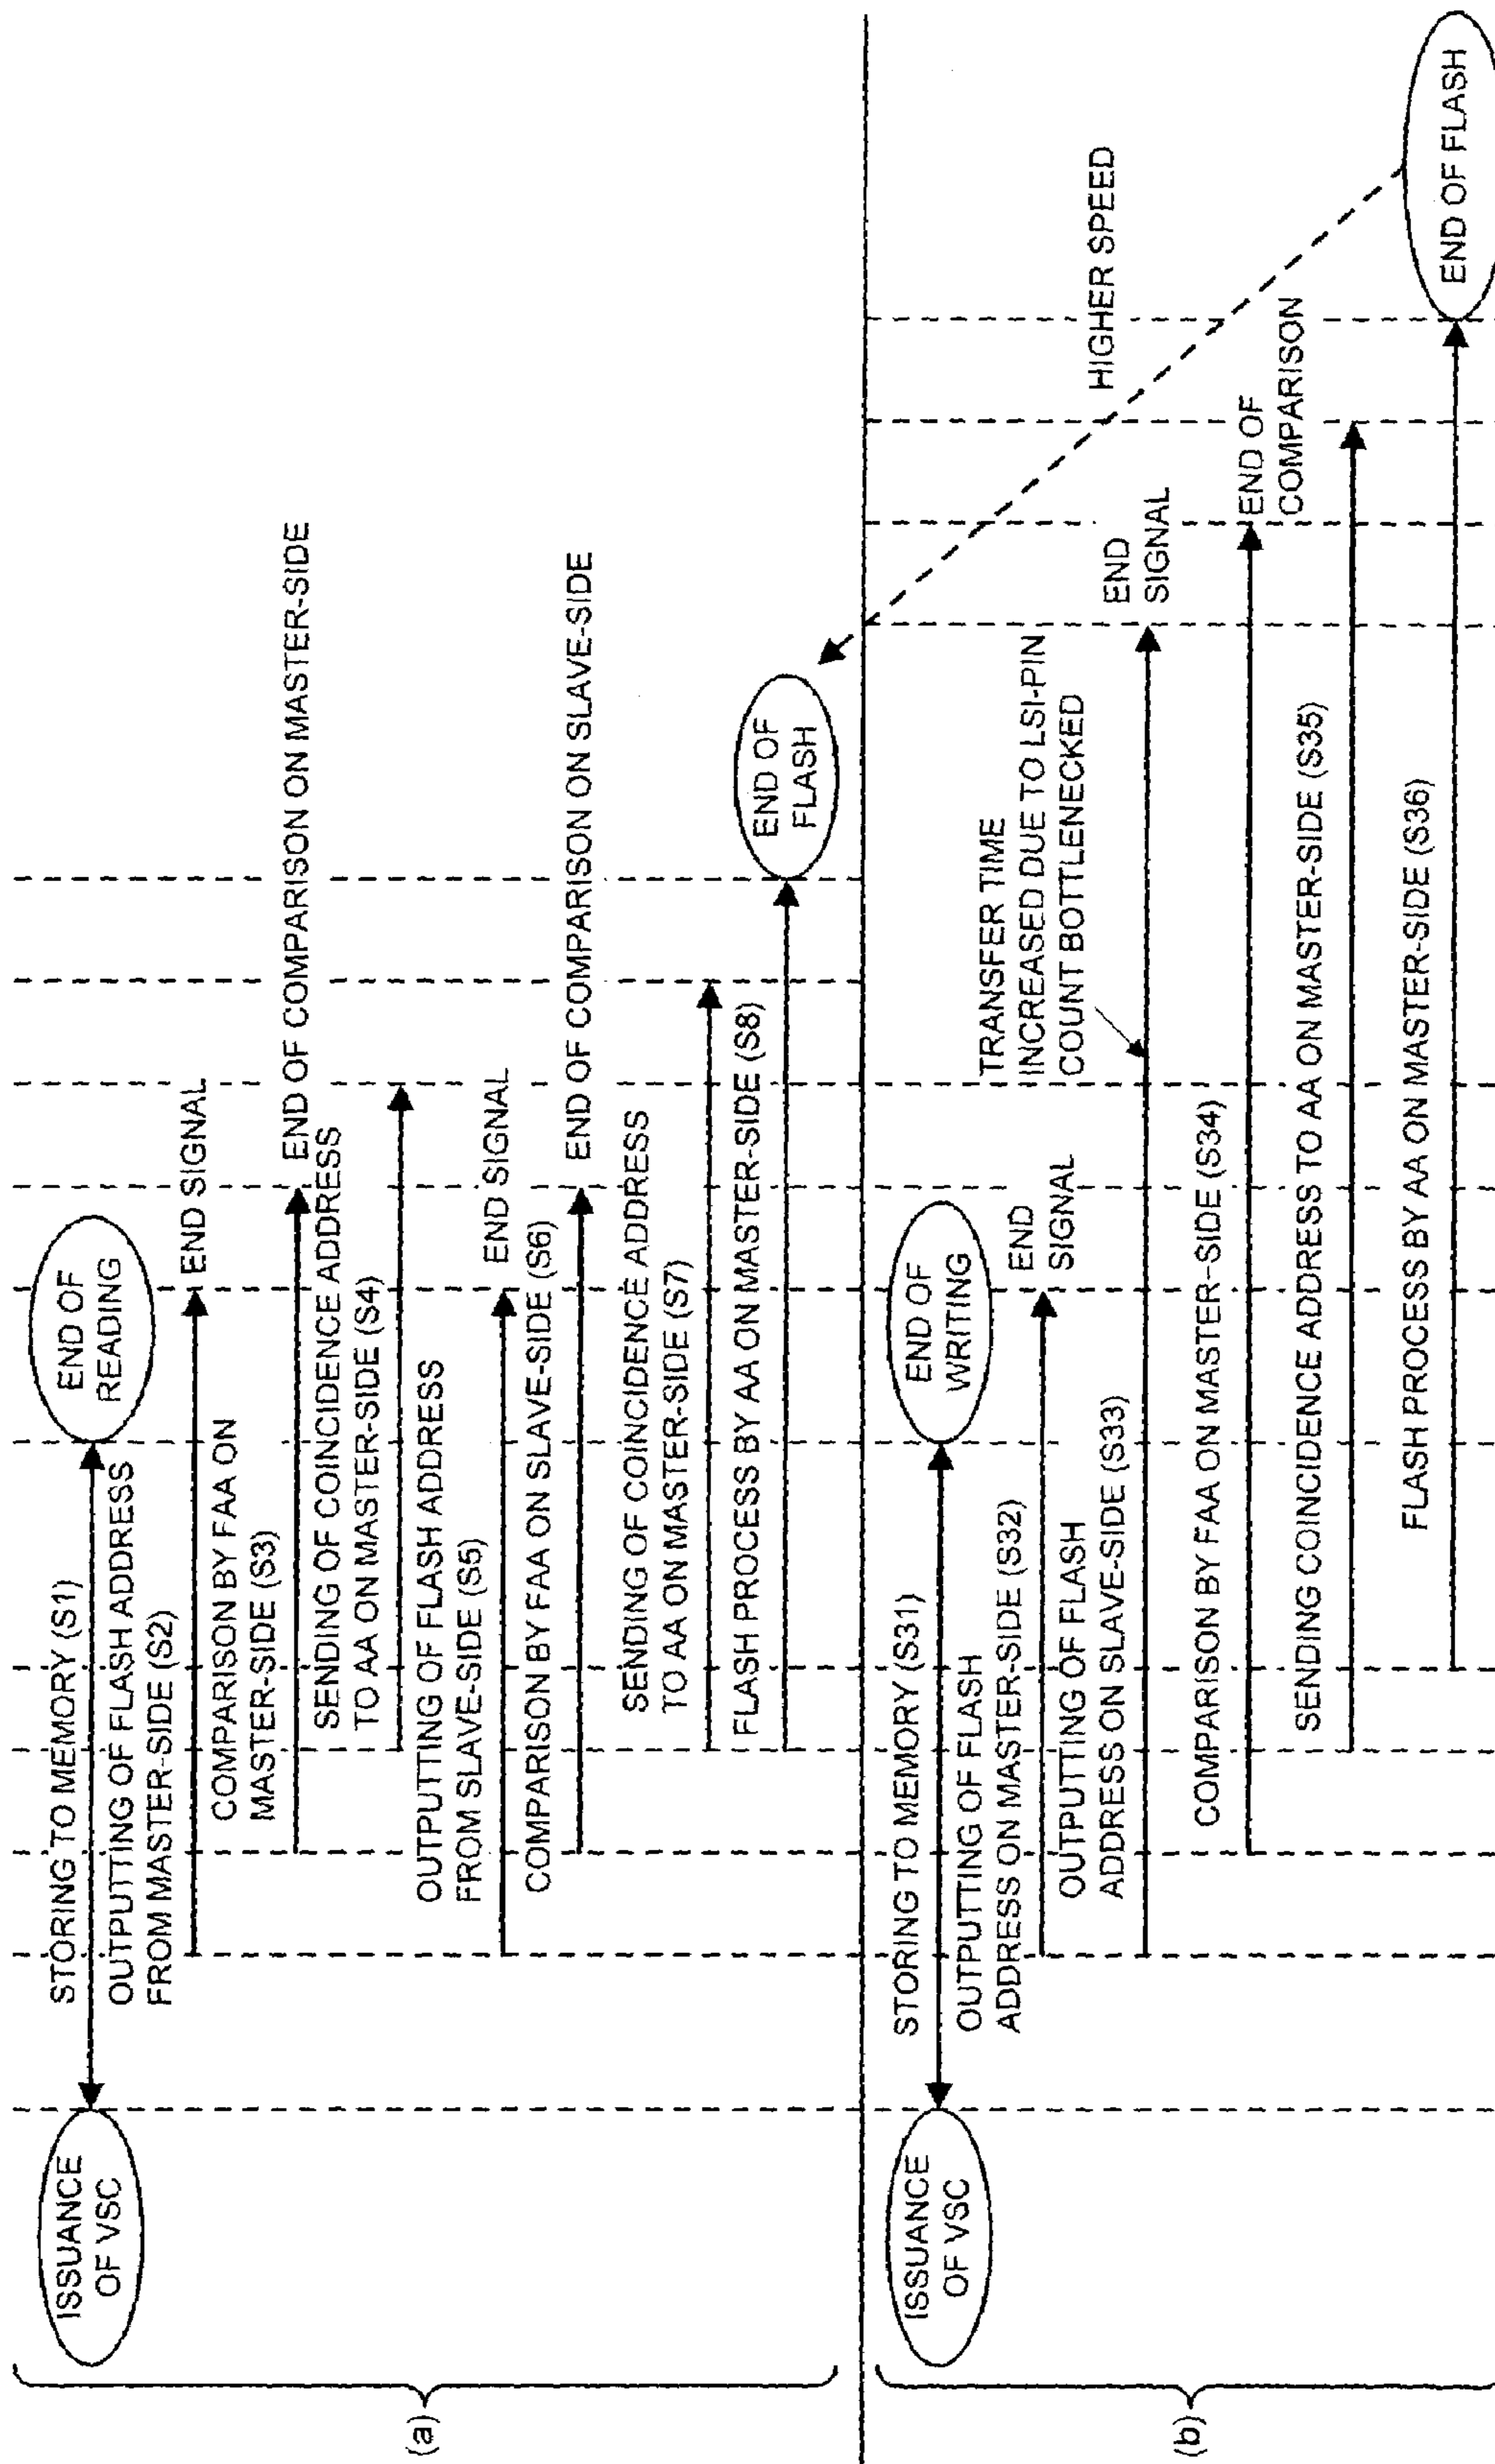 (a)
ISSUANCE
OF VSC
STORING TO MEMORY (S1)
END OF
READING
OUTPUTTING OF FLASH ADDRESS
FROM MASTER-SIDE (S2)
END SIGNAL
COMPARISON BY FAA ON
MASTER-SIDE (S3)
END OF COMPARISON ON MASTER-SIDE
SENDING OF COINCIDENCE ADDRESS
TO AA ON MASTER-SIDE (S4)
OUTPUTTING OF FLASH ADDRESS
FROM SLAVE-SIDE (S5)
END SIGNAL
COMPARISON BY FAA ON SLAVE-SIDE (S6)
END OF COMPARISON ON SLAVE-SIDE
SENDING OF COINCIDENCE ADDRESS
TO AA ON MASTER-SIDE (S7)
FLASH PROCESS BY AA ON MASTER-SIDE (S8)
END OF
FLASH
(b)
ISSUANCE
OF VSC
STORING TO MEMORY (S31)
END OF
WRITING
OUTPUTTING OF FLASH
ADDRESS ON MASTER-SIDE (S32)
END
SIGNAL
OUTPUTTING OF FLASH
ADDRESS ON SLAVE-SIDE (S33)
TRANSFER TIME
INCREASED DUE TO LSI-PIN
COUNT BOTTLENECKED
END
SIGNAL
HIGHER SPEED
COMPARISON BY FAA ON MASTER-SIDE (S34)
END OF
COMPARISON
SENDING COINCIDENCE ADDRESS TO AA ON MASTER-SIDE (S35)
FLASH PROCESS BY AA ON MASTER-SIDE (S36)
END OF FLASH